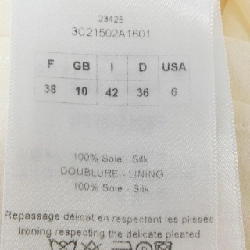 23425
3C21502A1601
F GB I D USA
38 10 42 36 6
100% Soie - Silk
DOUBLURE - LINING
100% Soie - Silk
Repassage délicat en respectant les plissés
Ironing respecting the delicate pleated